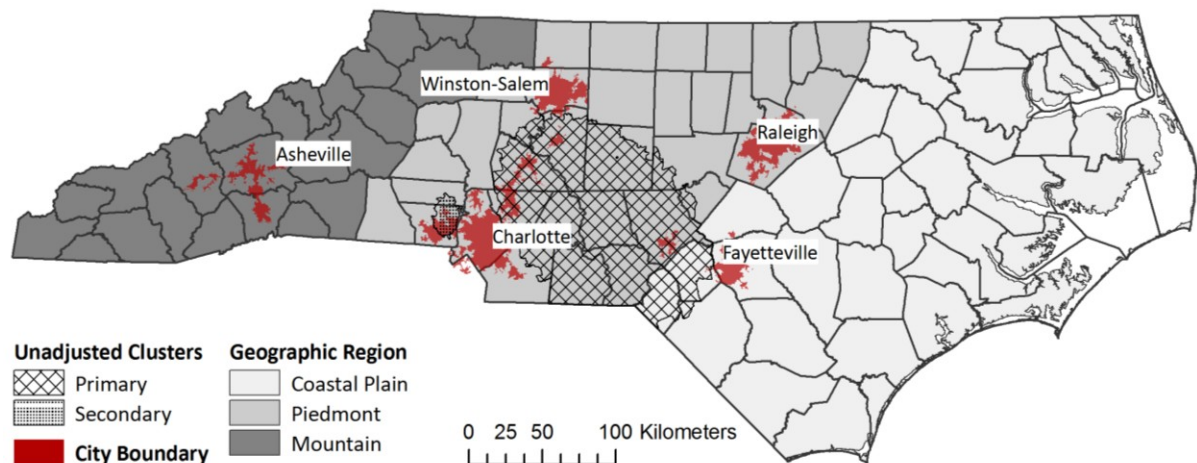 Winston-Salem
Raleigh
Asheville
Charlotte
Fayetteville
Unadjusted Clusters
Primary
Secondary
City Boundary
Geographic Region
Coastal Plain
Piedmont
Mountain
0 25 50 100 Kilometers